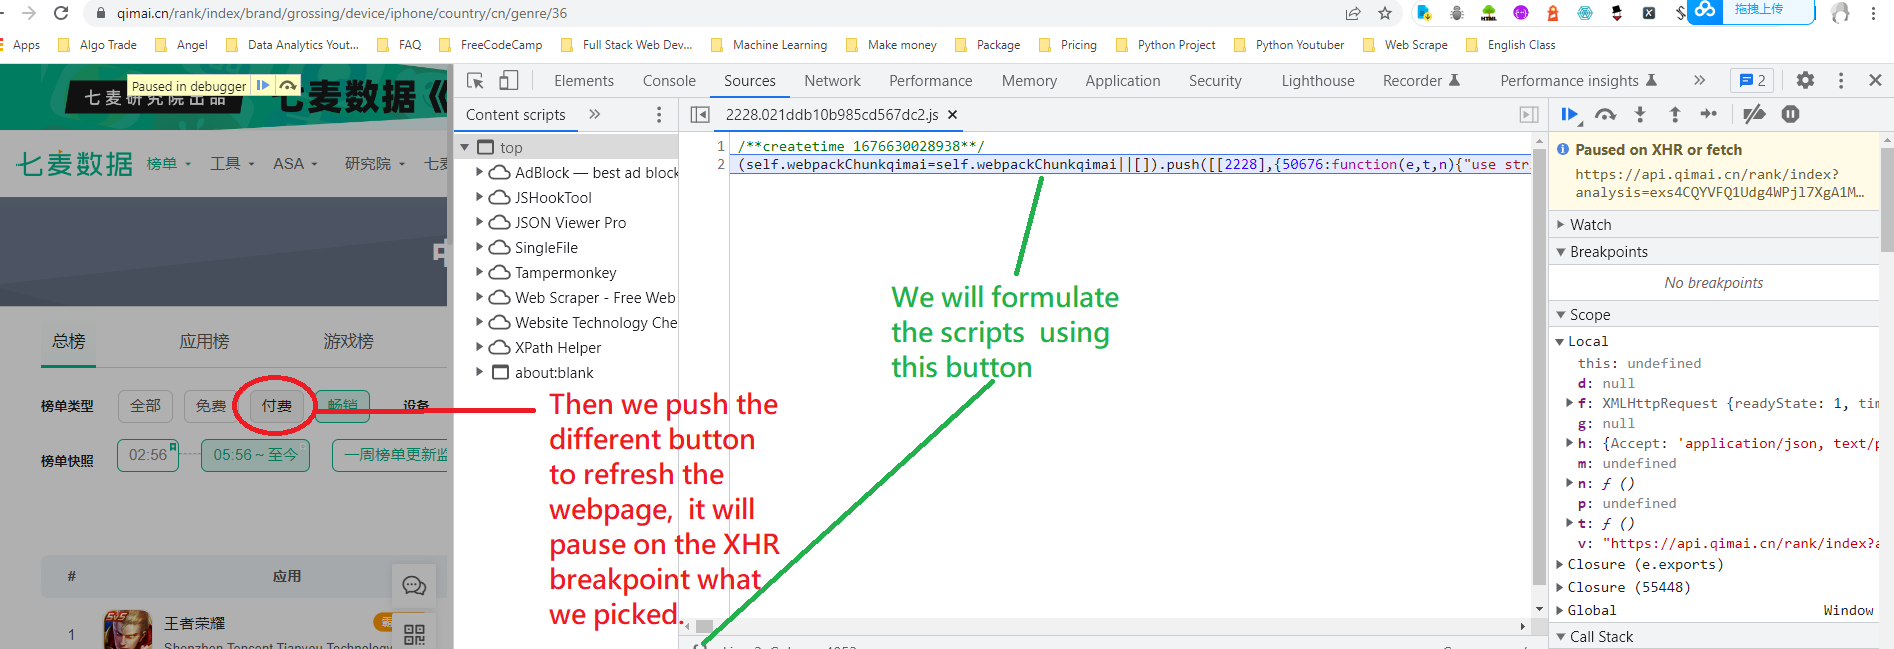 qimai.cn/rank/index/brand/grossing/device/iphone/country/cn/genre/36
拖拽上传
Apps
Algo Trade
Angel
Data Analytics Yout...
FAQ
FreeCodeCamp
Full Stack Web Dev...
Machine Learning
Make money
Package
Pricing
Python Project
Python Youtuber
Web Scrape
English Class
Paused in debugger
七麦研究院出品
七麦数据《
七麦数据
榜单
工具
ASA
研究院
七麦
中
总榜
应用榜
游戏榜
榜单类型
全部
免费
付费
畅销
设备
榜单快照
02:56
05:56 ~ 至今
一周榜单更新监
#
应用
1
王者荣耀
Shenzhen Tencent Tianyou Technology
Elements
Console
Sources
Network
Performance
Memory
Application
Security
Lighthouse
Recorder
Performance insights
2
Content scripts
top
AdBlock — best ad block
JSHookTool
JSON Viewer Pro
SingleFile
Tampermonkey
Web Scraper - Free Web
Website Technology Che
XPath Helper
about:blank
2228.021ddb10b985cd567dc2.js
1 /**createtime 1676630028938**/
2 (self.webpackChunkqimai=self.webpackChunkqimai||[]).push([[2228],{50676:function(e,t,n){"use str
We will formulate
the scripts using
this button
Then we push the
different button
to refresh the
webpage, it will
pause on the XHR
breakpoint what
we picked.
Paused on XHR or fetch
https://api.qimai.cn/rank/index?
analysis=exs4CQYVFQ1Udg4WPjl7XgA1M…
Watch
Breakpoints
No breakpoints
Scope
Local
this: undefined
d: null
f: XMLHttpRequest {readyState: 1, tim
g: null
h: {Accept: 'application/json, text/p
m: undefined
n: ƒ ()
p: undefined
t: ƒ ()
v: "https://api.qimai.cn/rank/index?a
Closure (e.exports)
Closure (55448)
Global
Window
Call Stack